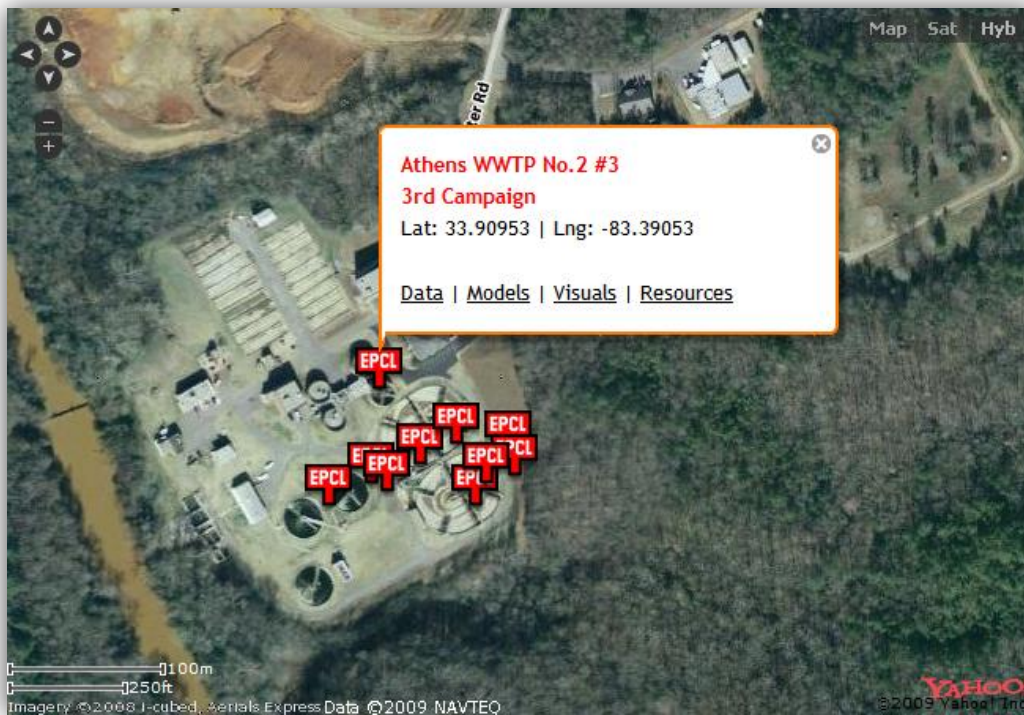 Map Sat Hyb
ter Rd
Athens WWTP No.2 #3
3rd Campaign
Lat: 33.90953 | Lng: -83.39053
Data | Models | Visuals | Resources
EPCL
EPCL
EPCL
EPCL
EPCL
EPCL
EPCL
100m
250ft
YAHOO
Imagery ©2008 i-cubed, Aerials Express Data ©2009 NAVTEQ
©2009 Yahoo! Inc